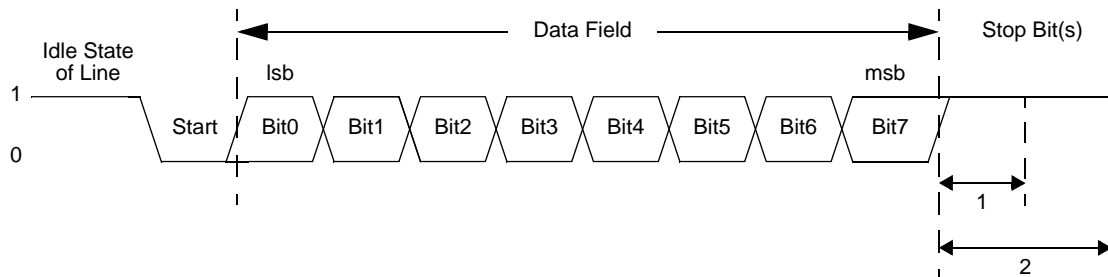 Data Field
Stop Bit(s)
Idle State
of Line
lsb
msb
1
Start
Bit0
Bit1
Bit2
Bit3
Bit4
Bit5
Bit6
Bit7
0
1
2